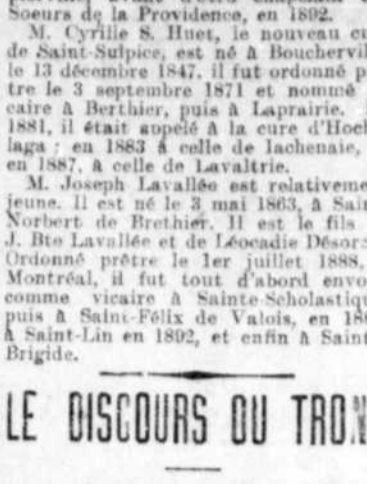 Soeurs de la Providence, en 1892.
M. Cyrille S. Huet, le nouveau cu
de Saint-Sulpice, est né à Bouchervil
le 13 décembre 1847. il fut ordonné p
tre le 3 septembre 1871 et nommé
caire à Berthier, puis à Laprairie.
1881, il était appelé à la cure d'Hoch
laga ; en 1883 à celle de Iachenaie,
en 1887, à celle de Lavaltrie.
M. Joseph Lavallée est relativeme
jeune. Il est né le 3 mai 1863, à Sain
Norbert de Brethier. Il est le fils
J. Bte Lavallée et de Léocadie Désor
Ordonné prêtre le 1er juillet 1888,
Montréal, il fut tout d'abord envo
comme vicaire à Sainte-Scholastiqu
puis à Saint-Félix de Valois, en 18
à Saint-Lin en 1892, et enfin à Saint
Brigide.
LE DISCOURS DU TRON